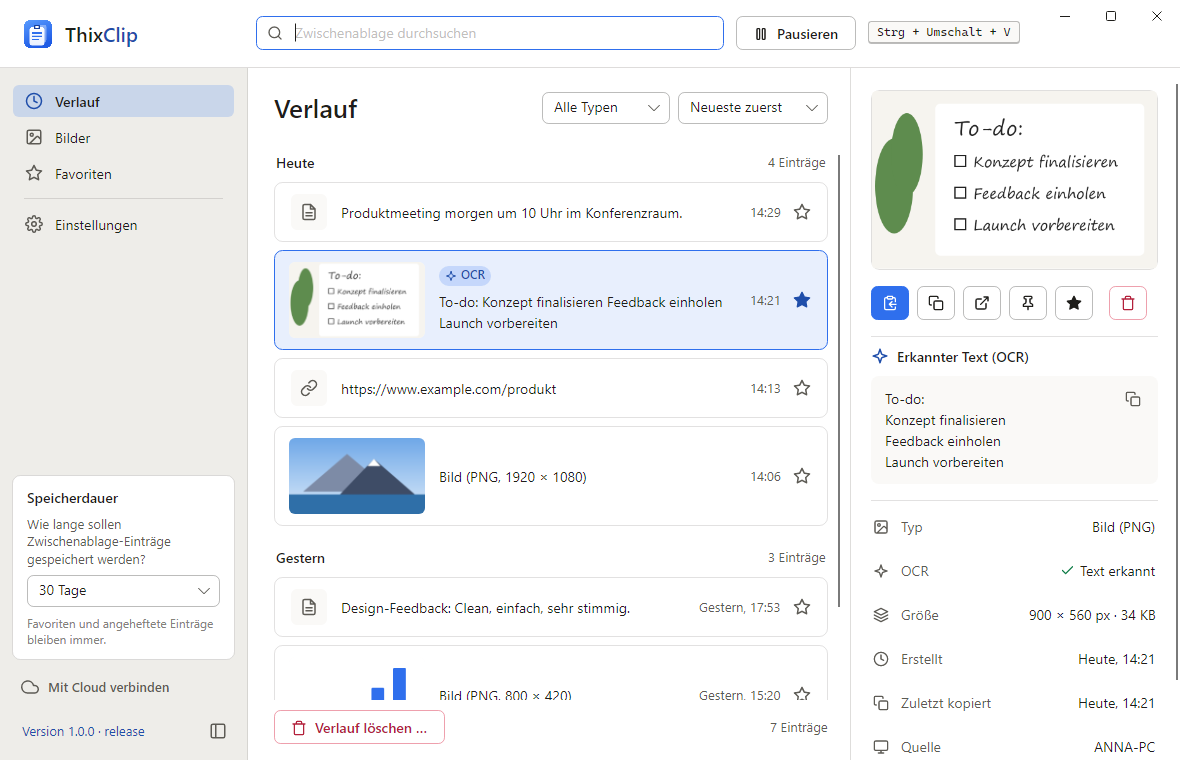 ThixClip
Zwischenablage durchsuchen
Pausieren
Strg + Umschalt + V
Verlauf
Bilder
Favoriten
Einstellungen
Speicherdauer
Wie lange sollen
Zwischenablage-Einträge
gespeichert werden?
30 Tage
Favoriten und angeheftete Einträge
bleiben immer.
Mit Cloud verbinden
Version 1.0.0 · release
Verlauf
Alle Typen
Neueste zuerst
Heute
4 Einträge
Produktmeeting morgen um 10 Uhr im Konferenzraum.
14:29
To-do:
Konzept finalisieren
Feedback einholen
Launch vorbereiten
OCR
To-do: Konzept finalisieren Feedback einholen
Launch vorbereiten
14:21
https://www.example.com/produkt
14:13
Bild (PNG, 1920 × 1080)
14:06
Gestern
3 Einträge
Design-Feedback: Clean, einfach, sehr stimmig.
Gestern, 17:53
Bild (PNG, 800 × 420)
Gestern, 15:20
Verlauf löschen ...
7 Einträge
To-do:
Konzept finalisieren
Feedback einholen
Launch vorbereiten
Erkannter Text (OCR)
To-do:
Konzept finalisieren
Feedback einholen
Launch vorbereiten
Typ
Bild (PNG)
OCR
Text erkannt
Größe
900 × 560 px · 34 KB
Erstellt
Heute, 14:21
Zuletzt kopiert
Heute, 14:21
Quelle
ANNA-PC